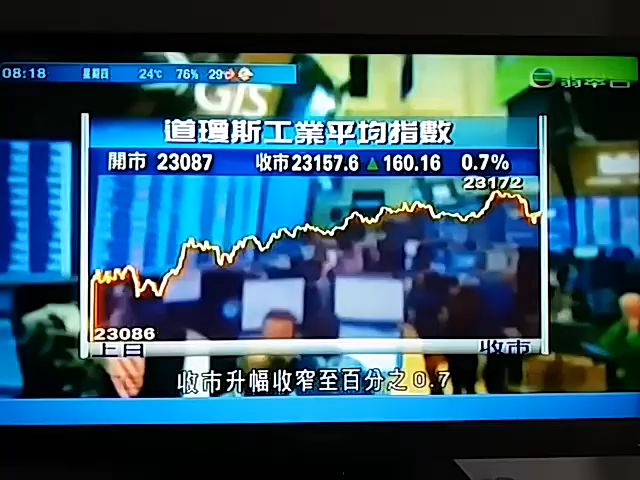 08:18 星期四 24℃ 76% 29
翡翠台
GTS
道瓊斯工業平均指數
開市 23087 收市23157.6 ▲160.16 0.7%
23172
23086
上日 收市
收市升幅收窄至百分之0.7